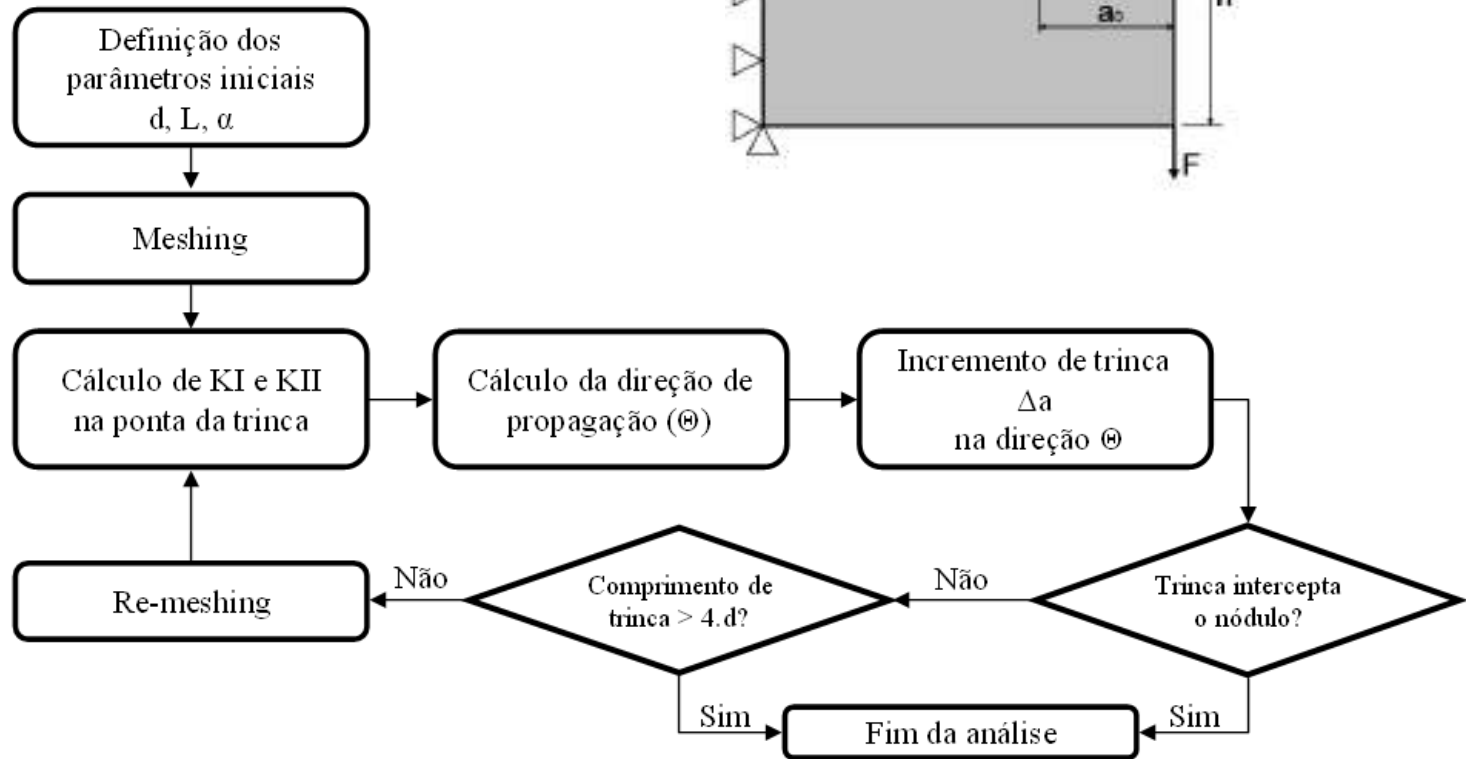 Definição dos
parâmetros iniciais
d, L, α
a₀
F
Meshing
Cálculo de KI e KII
na ponta da trinca
Cálculo da direção de
propagação (Θ)
Incremento de trinca
Δa
na direção Θ
Trinca intercepta
o nódulo?
Não
Comprimento de
trinca > 4.d?
Não
Re-meshing
Sim
Sim
Fim da análise